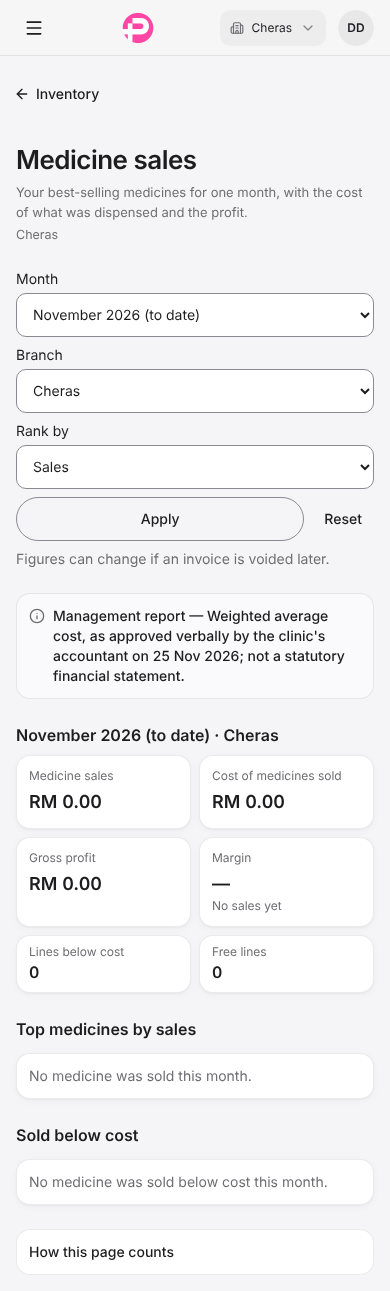 Cheras
DD
Inventory
Medicine sales
Your best-selling medicines for one month, with the cost
of what was dispensed and the profit.
Cheras
Month
November 2026 (to date)
Branch
Cheras
Rank by
Sales
Apply
Reset
Figures can change if an invoice is voided later.
Management report — Weighted average
cost, as approved verbally by the clinic's
accountant on 25 Nov 2026; not a statutory
financial statement.
November 2026 (to date) · Cheras
Medicine sales
RM 0.00
Cost of medicines sold
RM 0.00
Gross profit
RM 0.00
Margin
—
No sales yet
Lines below cost
0
Free lines
0
Top medicines by sales
No medicine was sold this month.
Sold below cost
No medicine was sold below cost this month.
How this page counts